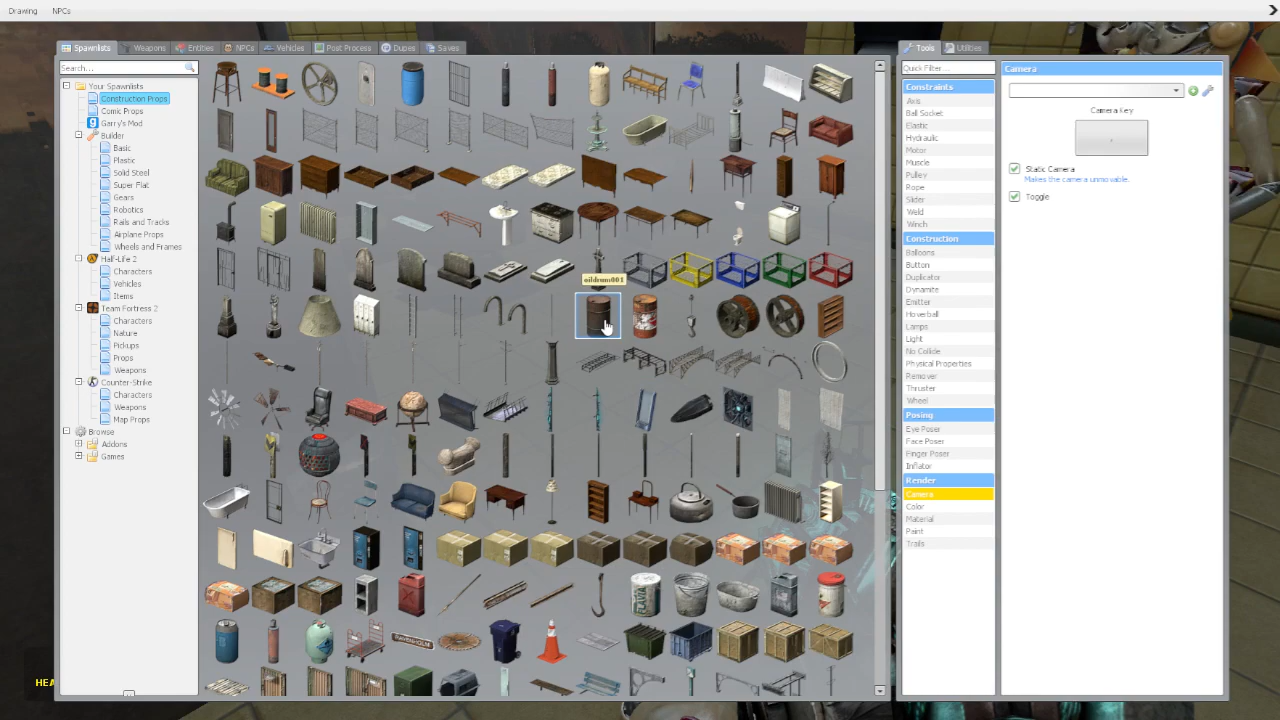 Drawing NPCs
Spawnlists Weapons Entities NPCs Vehicles Post Process Dupes Saves
Search...
Your Spawnlists
Construction Props
Comic Props
Garry's Mod
Builder
Basic
Plastic
Solid Steel
Super Flat
Gears
Robotics
Rails and Tracks
Airplane Props
Wheels and Frames
Half-Life 2
Characters
Vehicles
Items
Team Fortress 2
Characters
Nature
Pickups
Props
Weapons
Counter-Strike
Characters
Weapons
Map Props
Browse
Addons
Games
oildrum001
RAVENHOLM
HEA
Tools Utilities
Quick Filter...
Constraints
Axis
Ball Socket
Elastic
Hydraulic
Motor
Muscle
Pulley
Rope
Slider
Weld
Winch
Construction
Balloons
Button
Duplicator
Dynamite
Emitter
Hoverball
Lamps
Light
No Collide
Physical Properties
Remover
Thruster
Wheel
Posing
Eye Poser
Face Poser
Finger Poser
Inflator
Render
Camera
Color
Material
Paint
Trails
Camera
Camera Key
Static Camera
Makes the camera unmovable.
Toggle